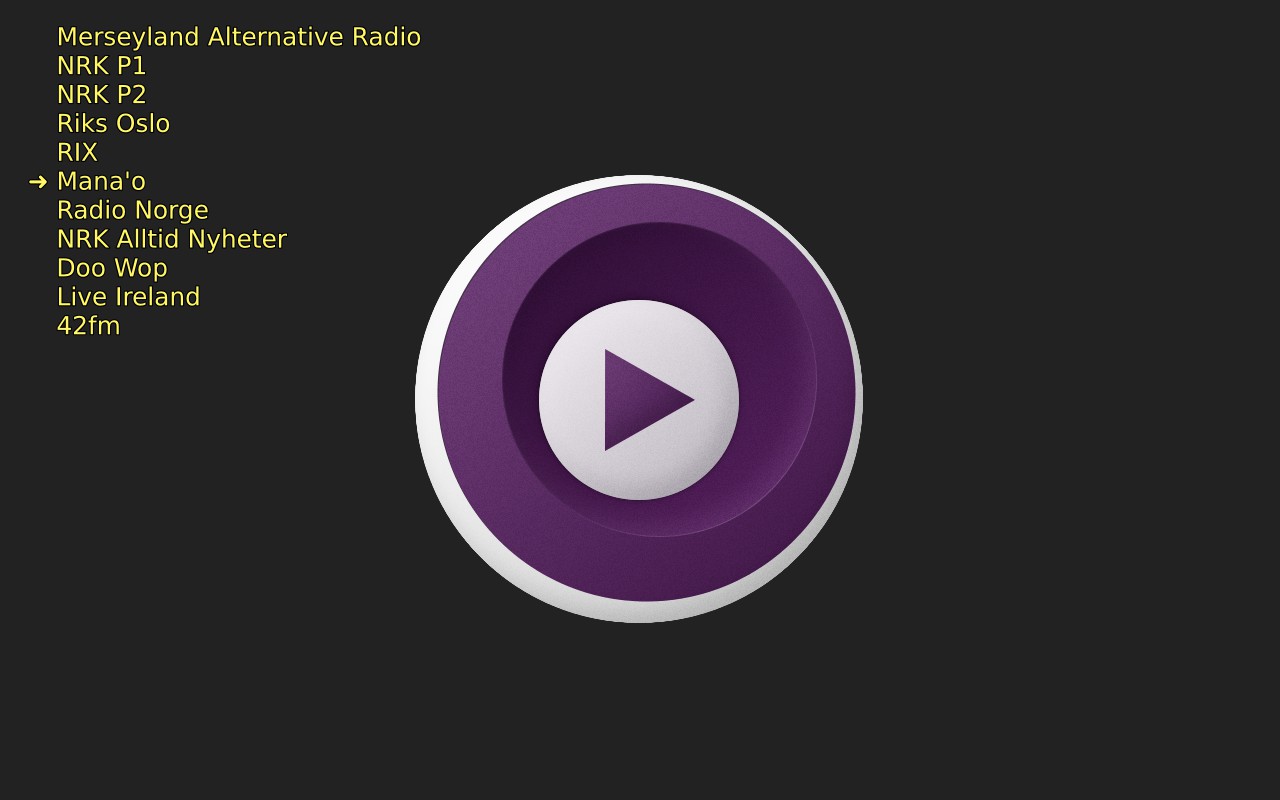 Merseyland Alternative Radio
NRK P1
NRK P2
Riks Oslo
RIX
➜ Mana'o
Radio Norge
NRK Alltid Nyheter
Doo Wop
Live Ireland
42fm